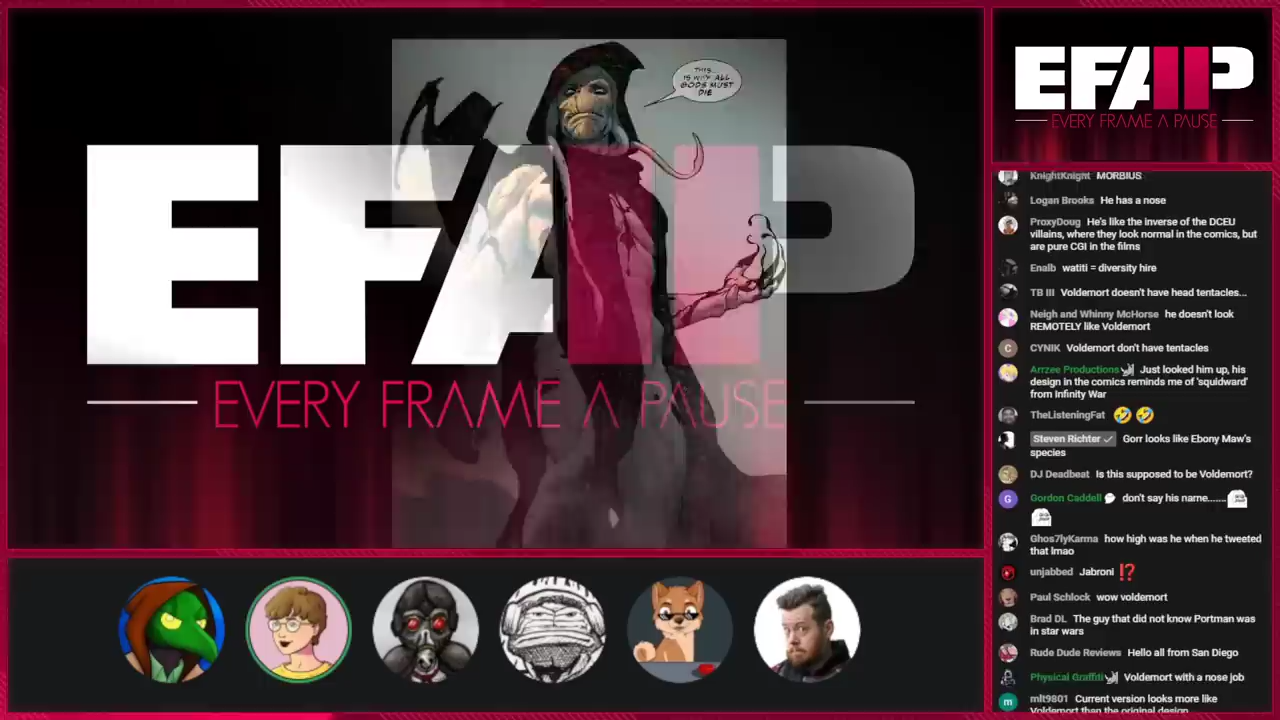 THIS...
IS WHY ALL
GODS MUST
DIE
EFAP
EVERY FRAME A PAUSE
EFAP
EVERY FRAME A PAUSE
KnightKnight MORBIUS
Logan Brooks He has a nose
ProxyDoug He's like the inverse of the DCEU
villains, where they look normal in the comics, but
are pure CGI in the films
Enalb watiti = diversity hire
TB III Voldemort doesn't have head tentacles...
Neigh and Whinny McHorse he doesn't look
REMOTELY like Voldemort
C
CYNIK Voldemort don't have tentacles
Arrzee Productions Just looked him up, his
design in the comics reminds me of 'squidward'
from Infinity War
TheListeningFat 🤣 🤣
Steven Richter ✓ Gorr looks like Ebony Maw's
species
DJ Deadbeat Is this supposed to be Voldemort?
G
Gordon Caddell don't say his name.......
Ghos7lyKarma how high was he when he tweeted
that lmao
unjabbed Jabroni ⁉️
Paul Schlock wow voldemort
Brad DL The guy that did not know Portman was
in star wars
Rude Dude Reviews Hello all from San Diego
Physical Graffiti Voldemort with a nose job
m
mlt9801 Current version looks more like
Voldemort than the original design